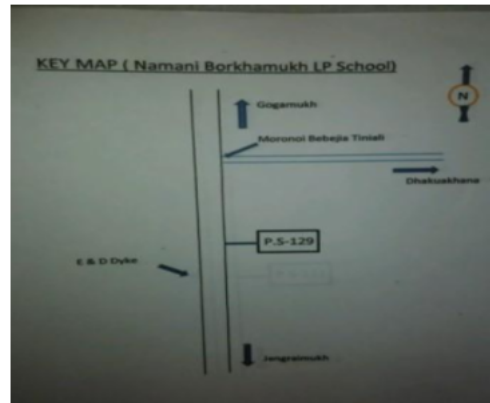 KEY MAP ( Namani Borkhamukh LP School)
N
Gogamukh
Moronoi Bebejia Tiniali
Dhakuakhana
P.S-129
E & D Dyke
Jengraimukh